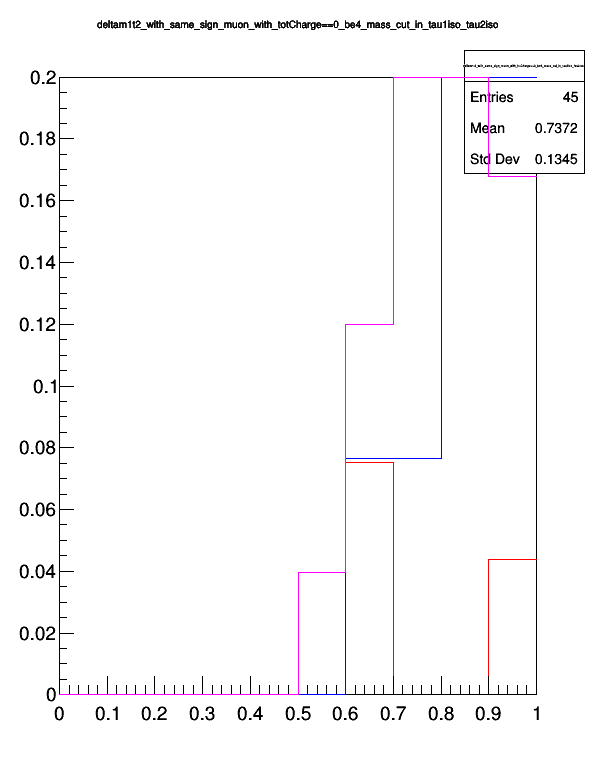 deltam1t2_with_same_sign_muon_with_totCharge==0_be4_mass_cut_in_tau1iso_tau2iso
deltam1t2_with_same_sign_muon_with_totCharge==0_be4_mass_cut_in_tau1iso_tau2iso
Entries 45
Mean 0.7372
Std Dev 0.1345
0.2
0.18
0.16
0.14
0.12
0.1
0.08
0.06
0.04
0.02
0
0 0.1 0.2 0.3 0.4 0.5 0.6 0.7 0.8 0.9 1